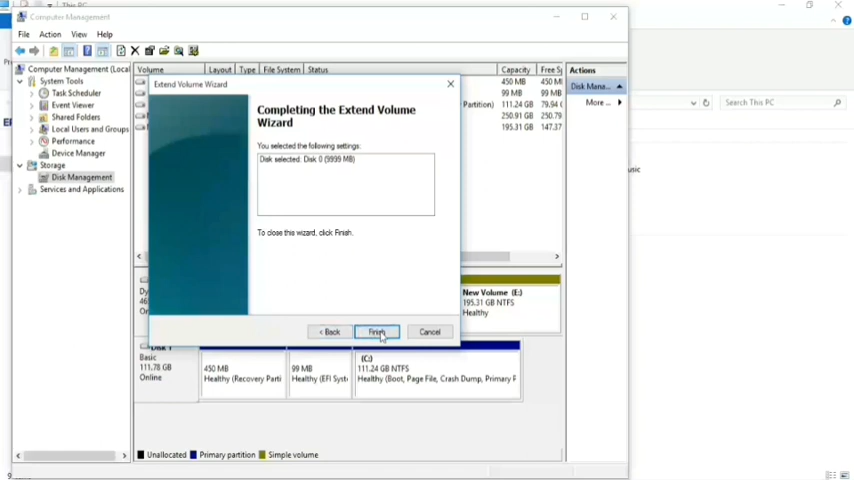 This PC
Computer Management
File Action View Help
Computer Management (Local
System Tools
Task Scheduler
Event Viewer
Shared Folders
Local Users and Groups
Performance
Device Manager
Storage
Disk Management
Services and Applications
Volume Layout Type File System Status Capacity Free S
450 MB 450 M
99 MB 99 MB
Partition) 111.24 GB 79.94 (
250.91 GB 250.79
195.31 GB 147.37
Actions
Disk Mana...
More ...
Search This PC
Extend Volume Wizard
Completing the Extend Volume
Wizard
You selected the following settings:
Disk selected: Disk 0 (9999 MB)
To close this wizard, click Finish.
< Back Finish Cancel
New Volume (E:)
195.31 GB NTFS
Healthy
Disk 1
Basic
111.78 GB
Online
450 MB
Healthy (Recovery Parti
99 MB
Healthy (EFI Syst
(C:)
111.24 GB NTFS
Healthy (Boot, Page File, Crash Dump, Primary P
Unallocated Primary partition Simple volume